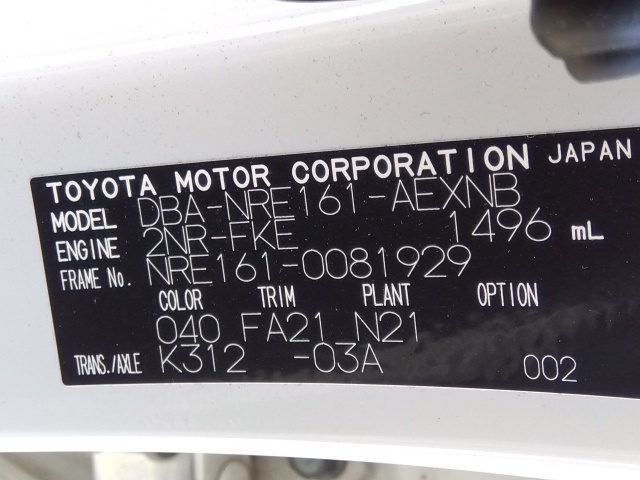 TOYOTA MOTOR CORPORATION JAPAN
MODEL DBA-NRE161-AEXNB
ENGINE 2NR-FKE 1496 mL
FRAME No. NRE161-0081929
COLOR TRIM PLANT OPTION
040 FA21 N21
TRANS./AXLE K312 -03A 002